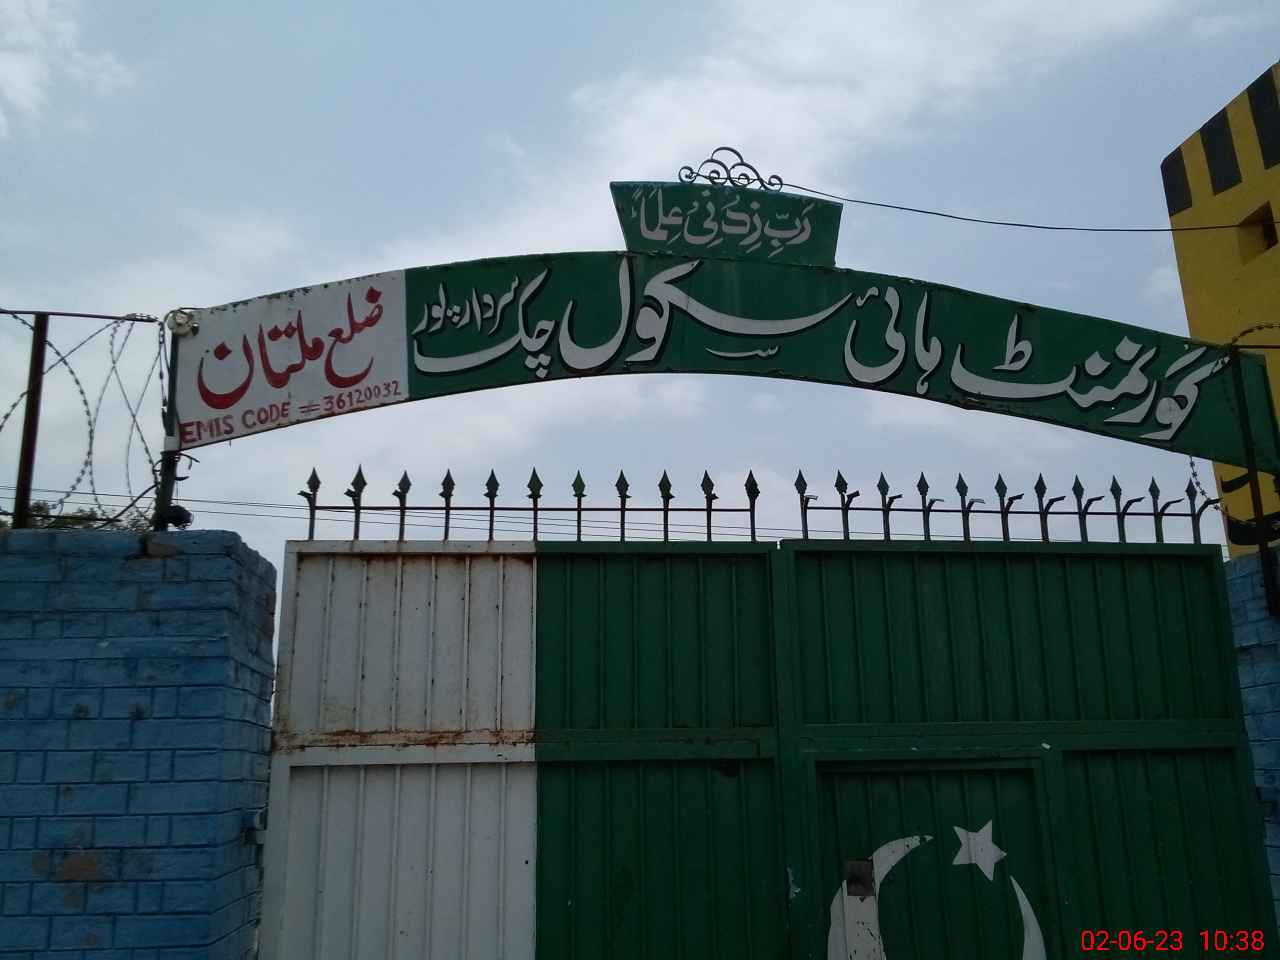 رَبِّ زِدْنِیْ عِلْمًا
گورنمنٹ ہائی سکول چک سردارپور
ضلع ملتان
EMIS CODE # 36120032
02-06-23 10:38